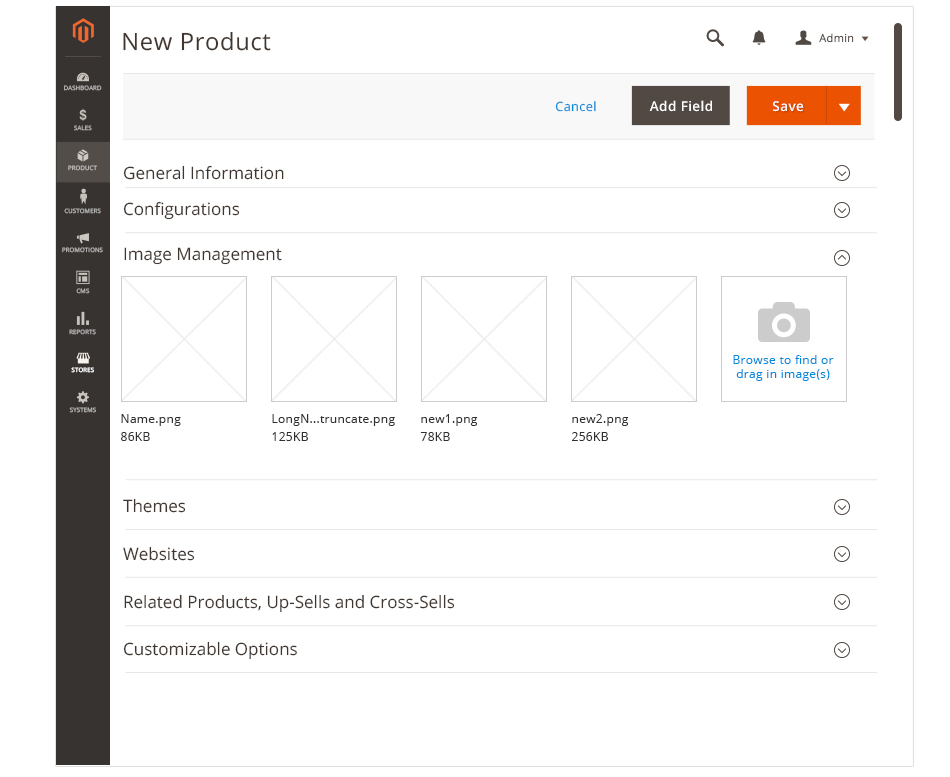 New Product
Admin
DASHBOARD
SALES
PRODUCT
CUSTOMERS
PROMOTIONS
CMS
REPORTS
STORES
SYSTEMS
Cancel
Add Field
Save
General Information
Configurations
Image Management
Browse to find or
drag in image(s)
Name.png
86KB
LongN...truncate.png
125KB
new1.png
78KB
new2.png
256KB
Themes
Websites
Related Products, Up-Sells and Cross-Sells
Customizable Options